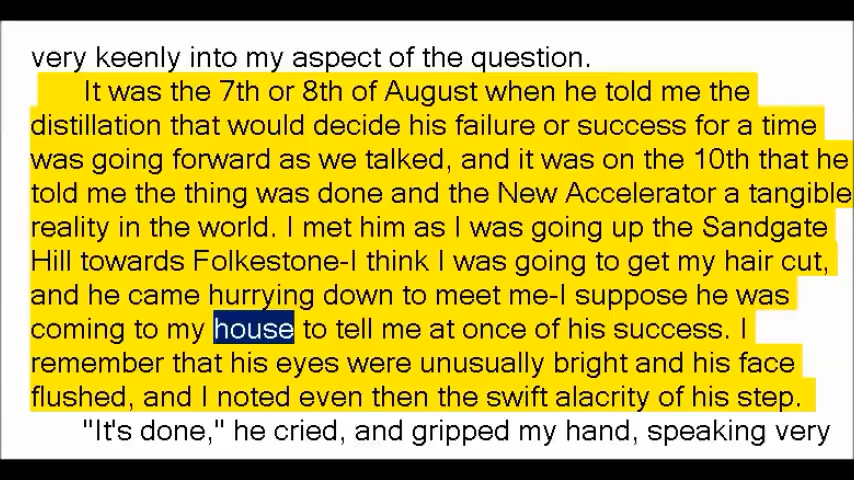 very keenly into my aspect of the question.
It was the 7th or 8th of August when he told me the
distillation that would decide his failure or success for a time
was going forward as we talked, and it was on the 10th that he
told me the thing was done and the New Accelerator a tangible
reality in the world. I met him as I was going up the Sandgate
Hill towards Folkestone-I think I was going to get my hair cut,
and he came hurrying down to meet me-I suppose he was
coming to my house to tell me at once of his success. I
remember that his eyes were unusually bright and his face
flushed, and I noted even then the swift alacrity of his step.
"It's done," he cried, and gripped my hand, speaking very